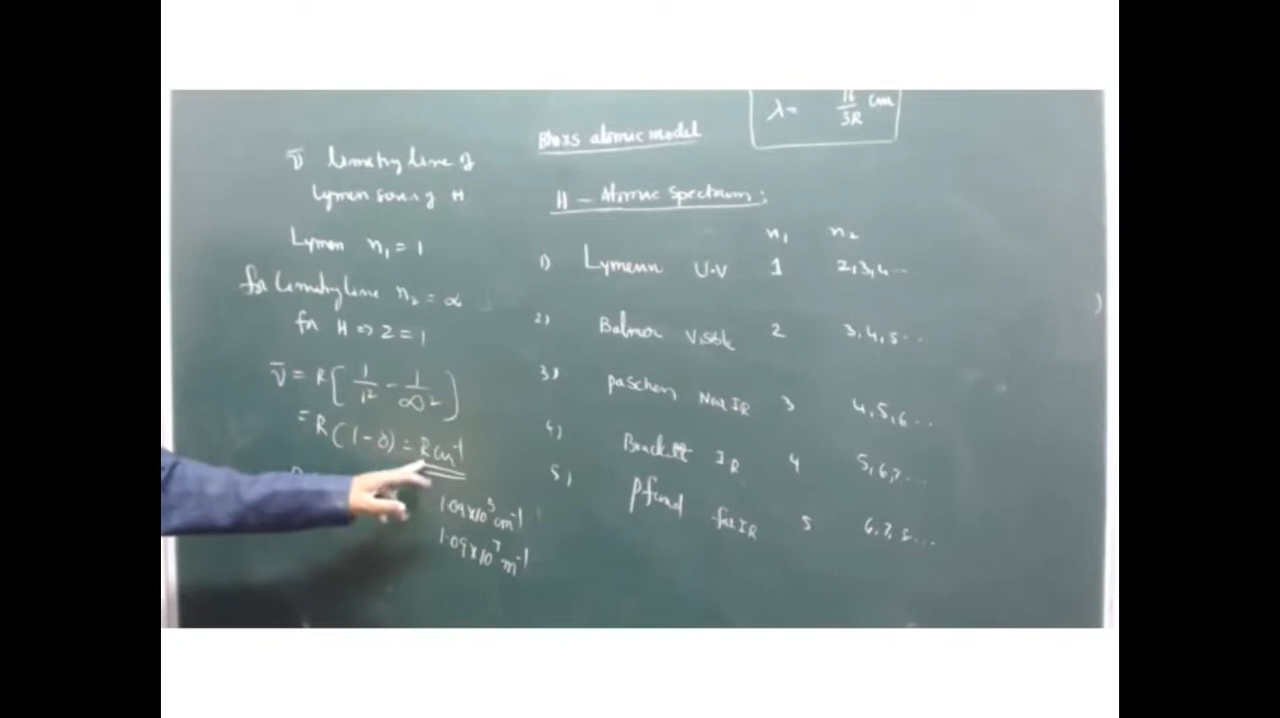 λ = 16/3R cm
Bhors atomic model
ν̄ limiting line of
Lymen series of H
H - Atomic Spectrum :
Lymen n₁ = 1
for limiting line n₂ = ∝
for H ⇒ Z = 1
ν̄ = R [ 1/1² - 1/∞² ]
= R (1-0) = R cm⁻¹
1.09 x 10⁵ cm⁻¹
1.09 x 10⁷ m⁻¹
n₁ n₂
1) Lymenn U-V 1 2,3,4...
2) Balmer Visible 2 3,4,5...
3) paschen Near IR 3 4,5,6...
4) Brackett IR 4 5,6,7...
5) Pfund far IR 5 6,7,8...